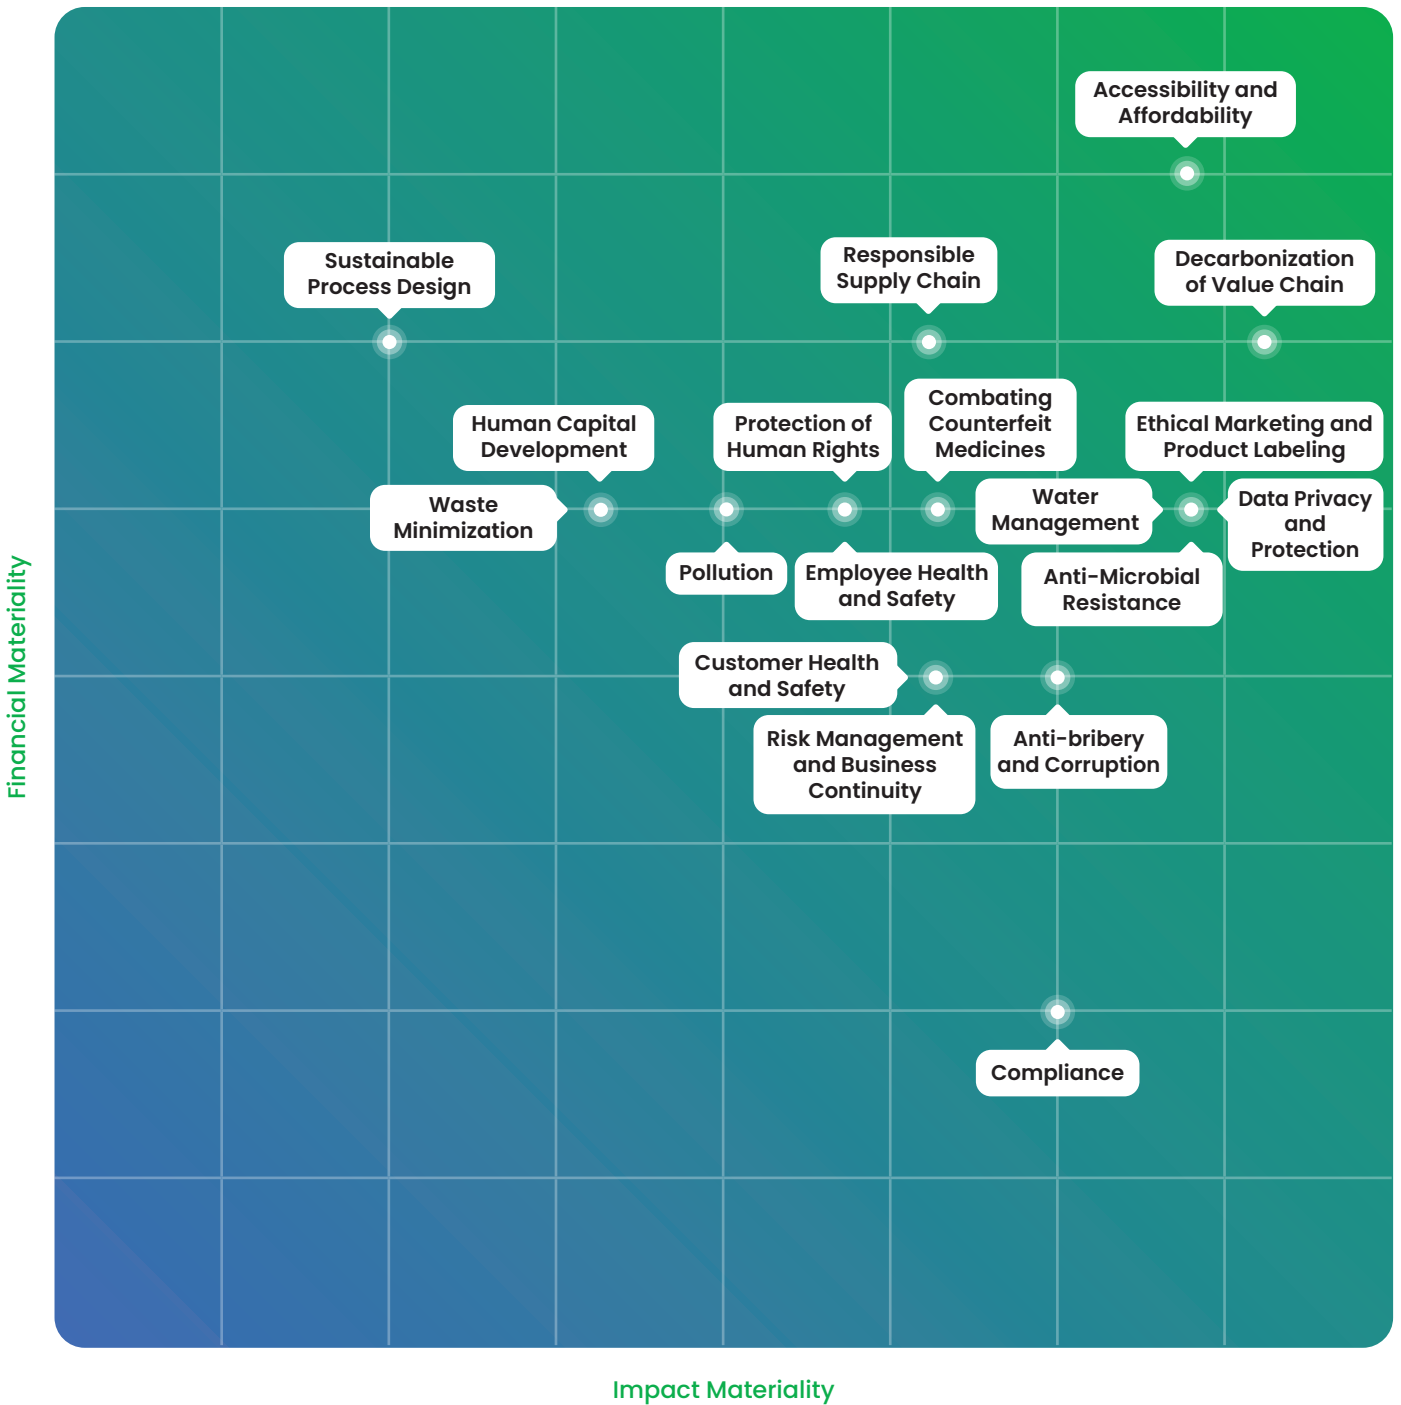 Accessibility and
Affordability
Sustainable
Process Design
Responsible
Supply Chain
Decarbonization
of Value Chain
Human Capital
Development
Protection of
Human Rights
Combating
Counterfeit
Medicines
Ethical Marketing and
Product Labeling
Waste
Minimization
Water
Management
Data Privacy
and
Protection
Pollution
Employee Health
and Safety
Anti-Microbial
Resistance
Customer Health
and Safety
Risk Management
and Business
Continuity
Anti-bribery
and Corruption
Compliance
Financial Materiality
Impact Materiality